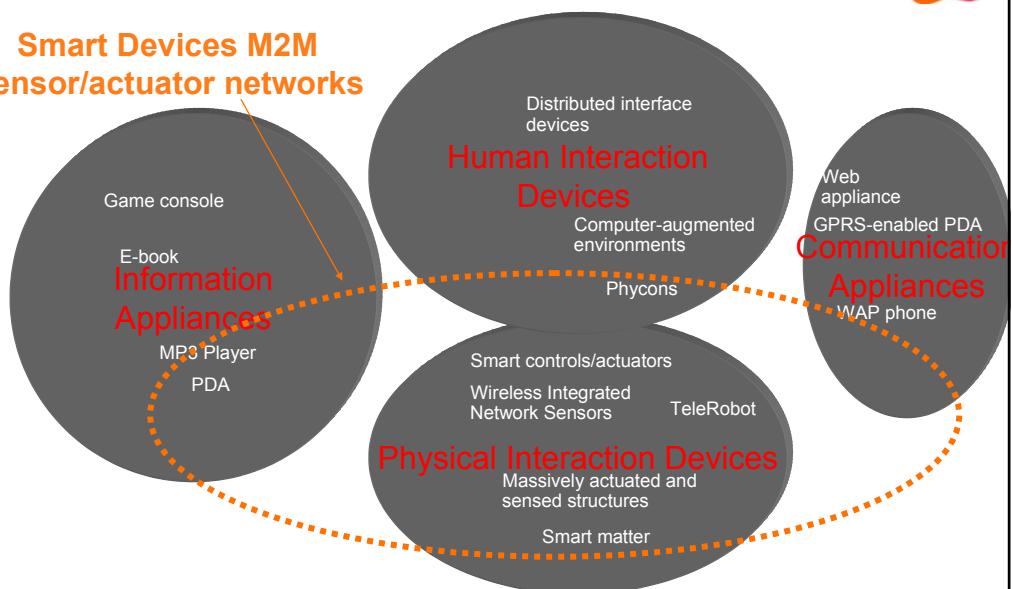 Smart Devices M2M
ensor/actuator networks
Distributed interface
devices
Human Interaction
Devices
Computer-augmented
environments
Phycons
Game console
E-book
Information
Appliances
MP3 Player
PDA
Web
appliance
GPRS-enabled PDA
Communication
Appliances
WAP phone
Smart controls/actuators
Wireless Integrated
Network Sensors
TeleRobot
Physical Interaction Devices
Massively actuated and
sensed structures
Smart matter